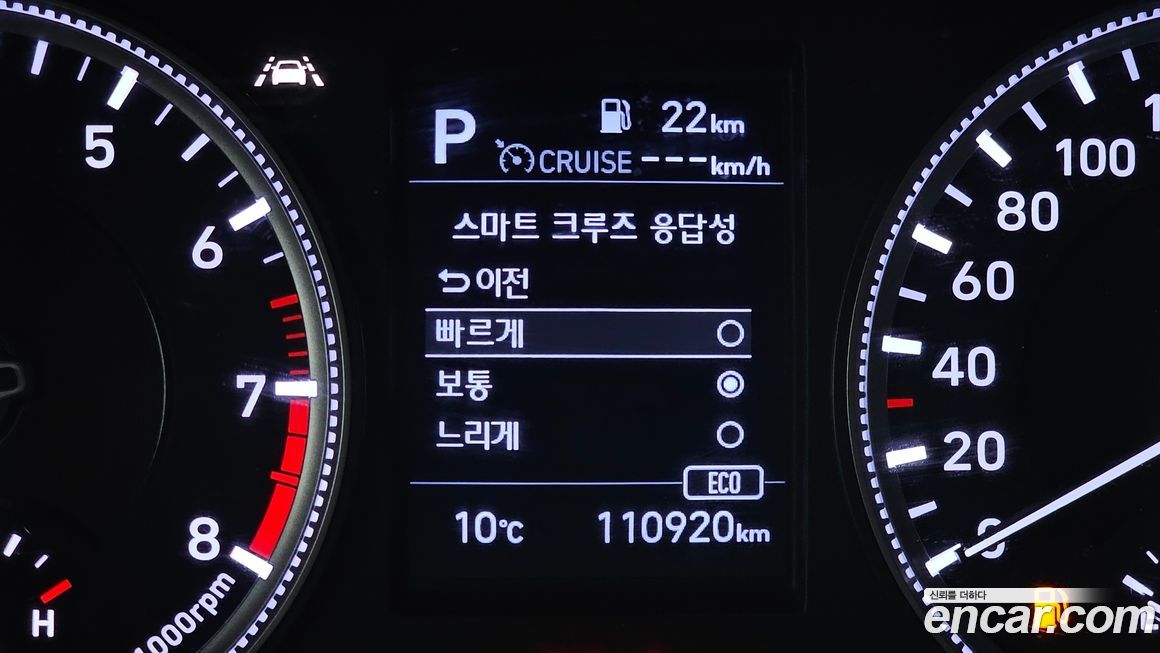 P
22km
CRUISE ---km/h
스마트 크루즈 응답성
이전
빠르게
보통
느리게
ECO
10℃
110920km
5
6
7
8
x1000rpm
H
100
80
60
40
20
0
신뢰를 더하다
encar.com